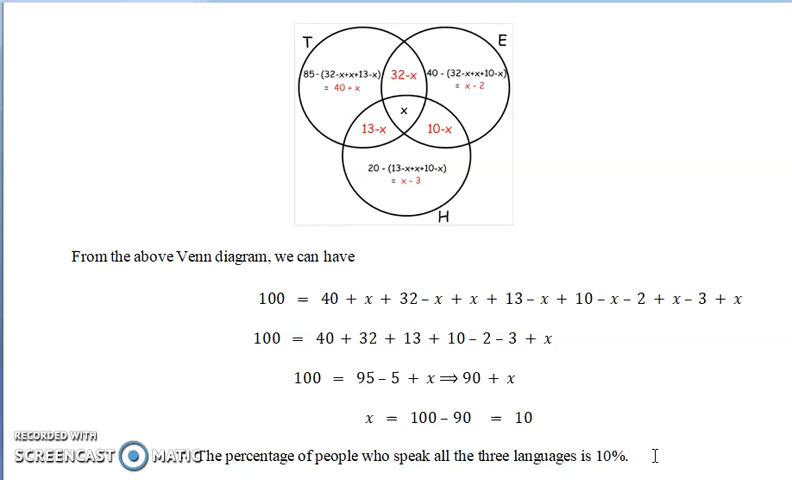 T
E
85 - (32-x+x+13-x)
= 40 + x
32-x
40 - (32-x+x+10-x)
= x - 2
x
13-x
10-x
20 - (13-x+x+10-x)
= x - 3
H
From the above Venn diagram, we can have
100 = 40 + x + 32 – x + x + 13 – x + 10 – x – 2 + x – 3 + x
100 = 40 + 32 + 13 + 10 – 2 – 3 + x
100 = 95 – 5 + x ⟹ 90 + x
x = 100 – 90 = 10
RECORDED WITH
SCREENCAST MATIC
The percentage of people who speak all the three languages is 10%.